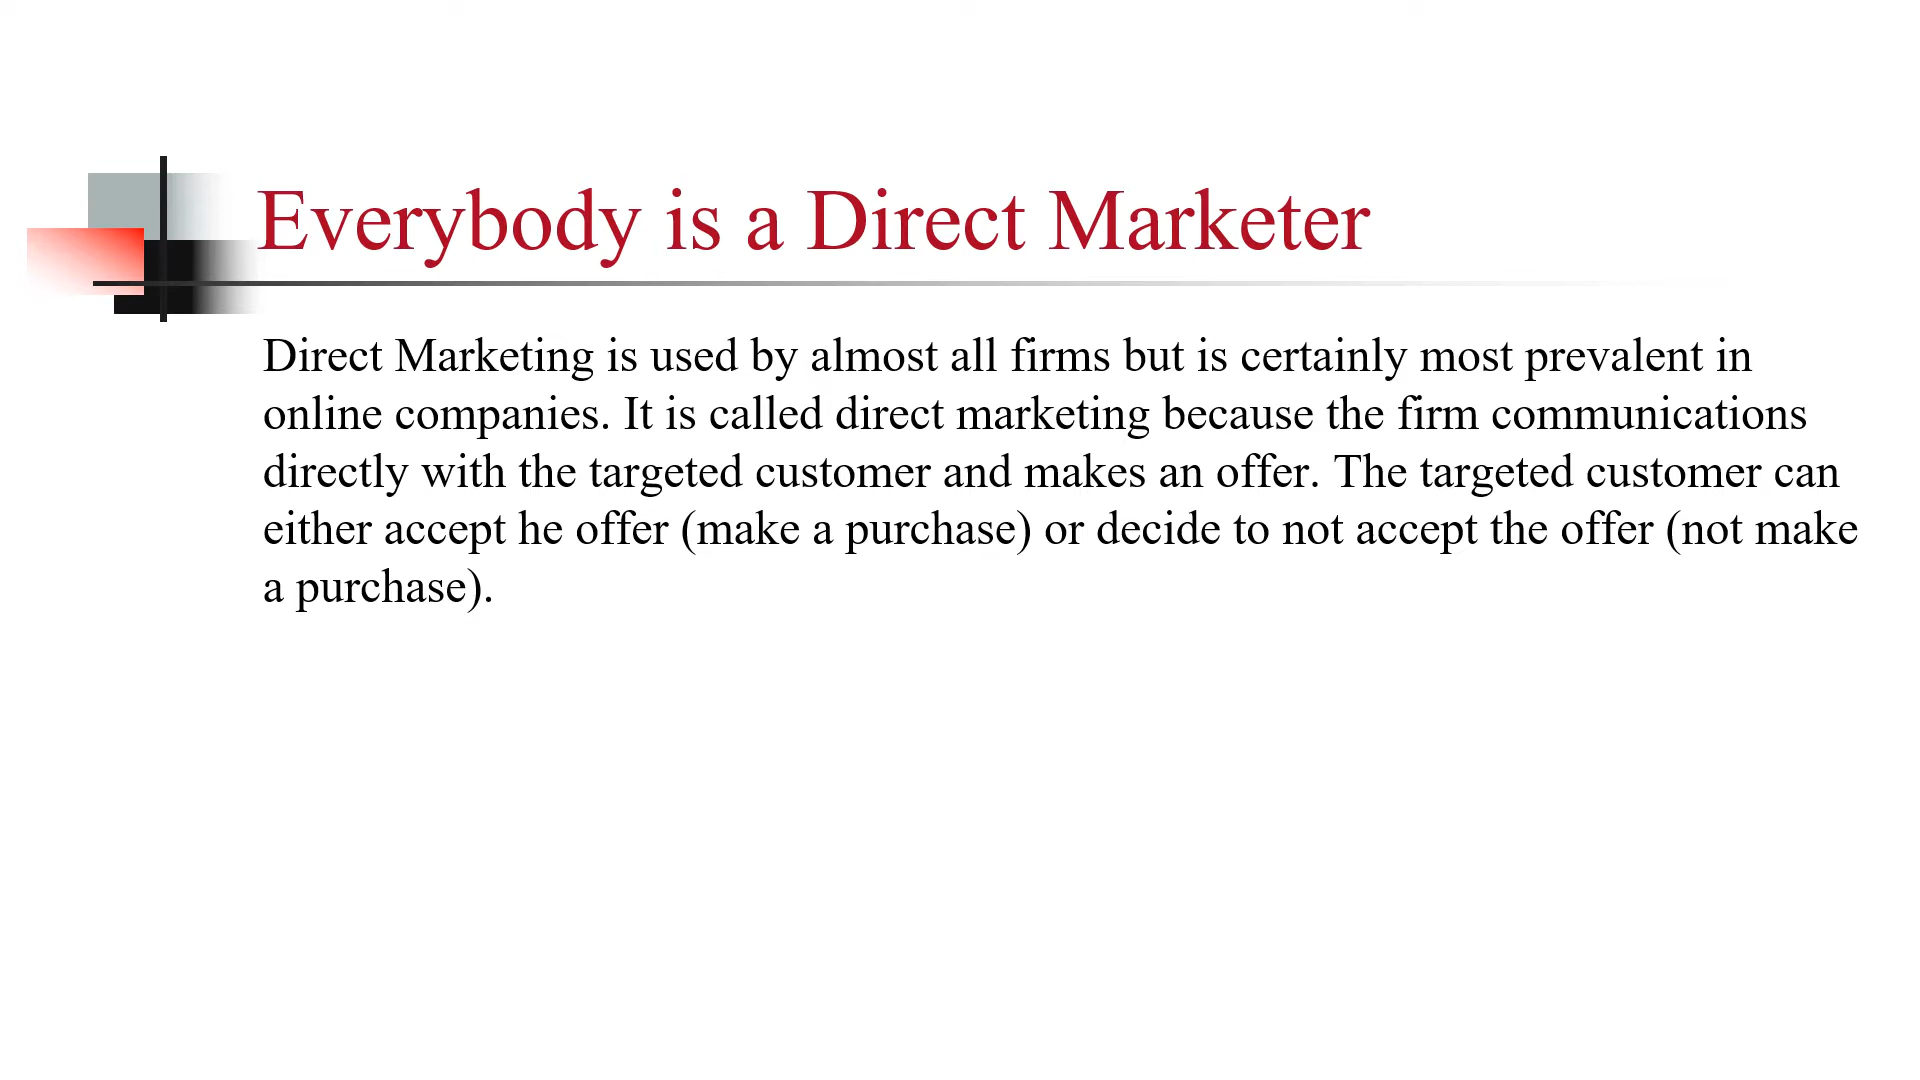 Everybody is a Direct Marketer
Direct Marketing is used by almost all firms but is certainly most prevalent in
online companies. It is called direct marketing because the firm communications
directly with the targeted customer and makes an offer. The targeted customer can
either accept he offer (make a purchase) or decide to not accept the offer (not make
a purchase).